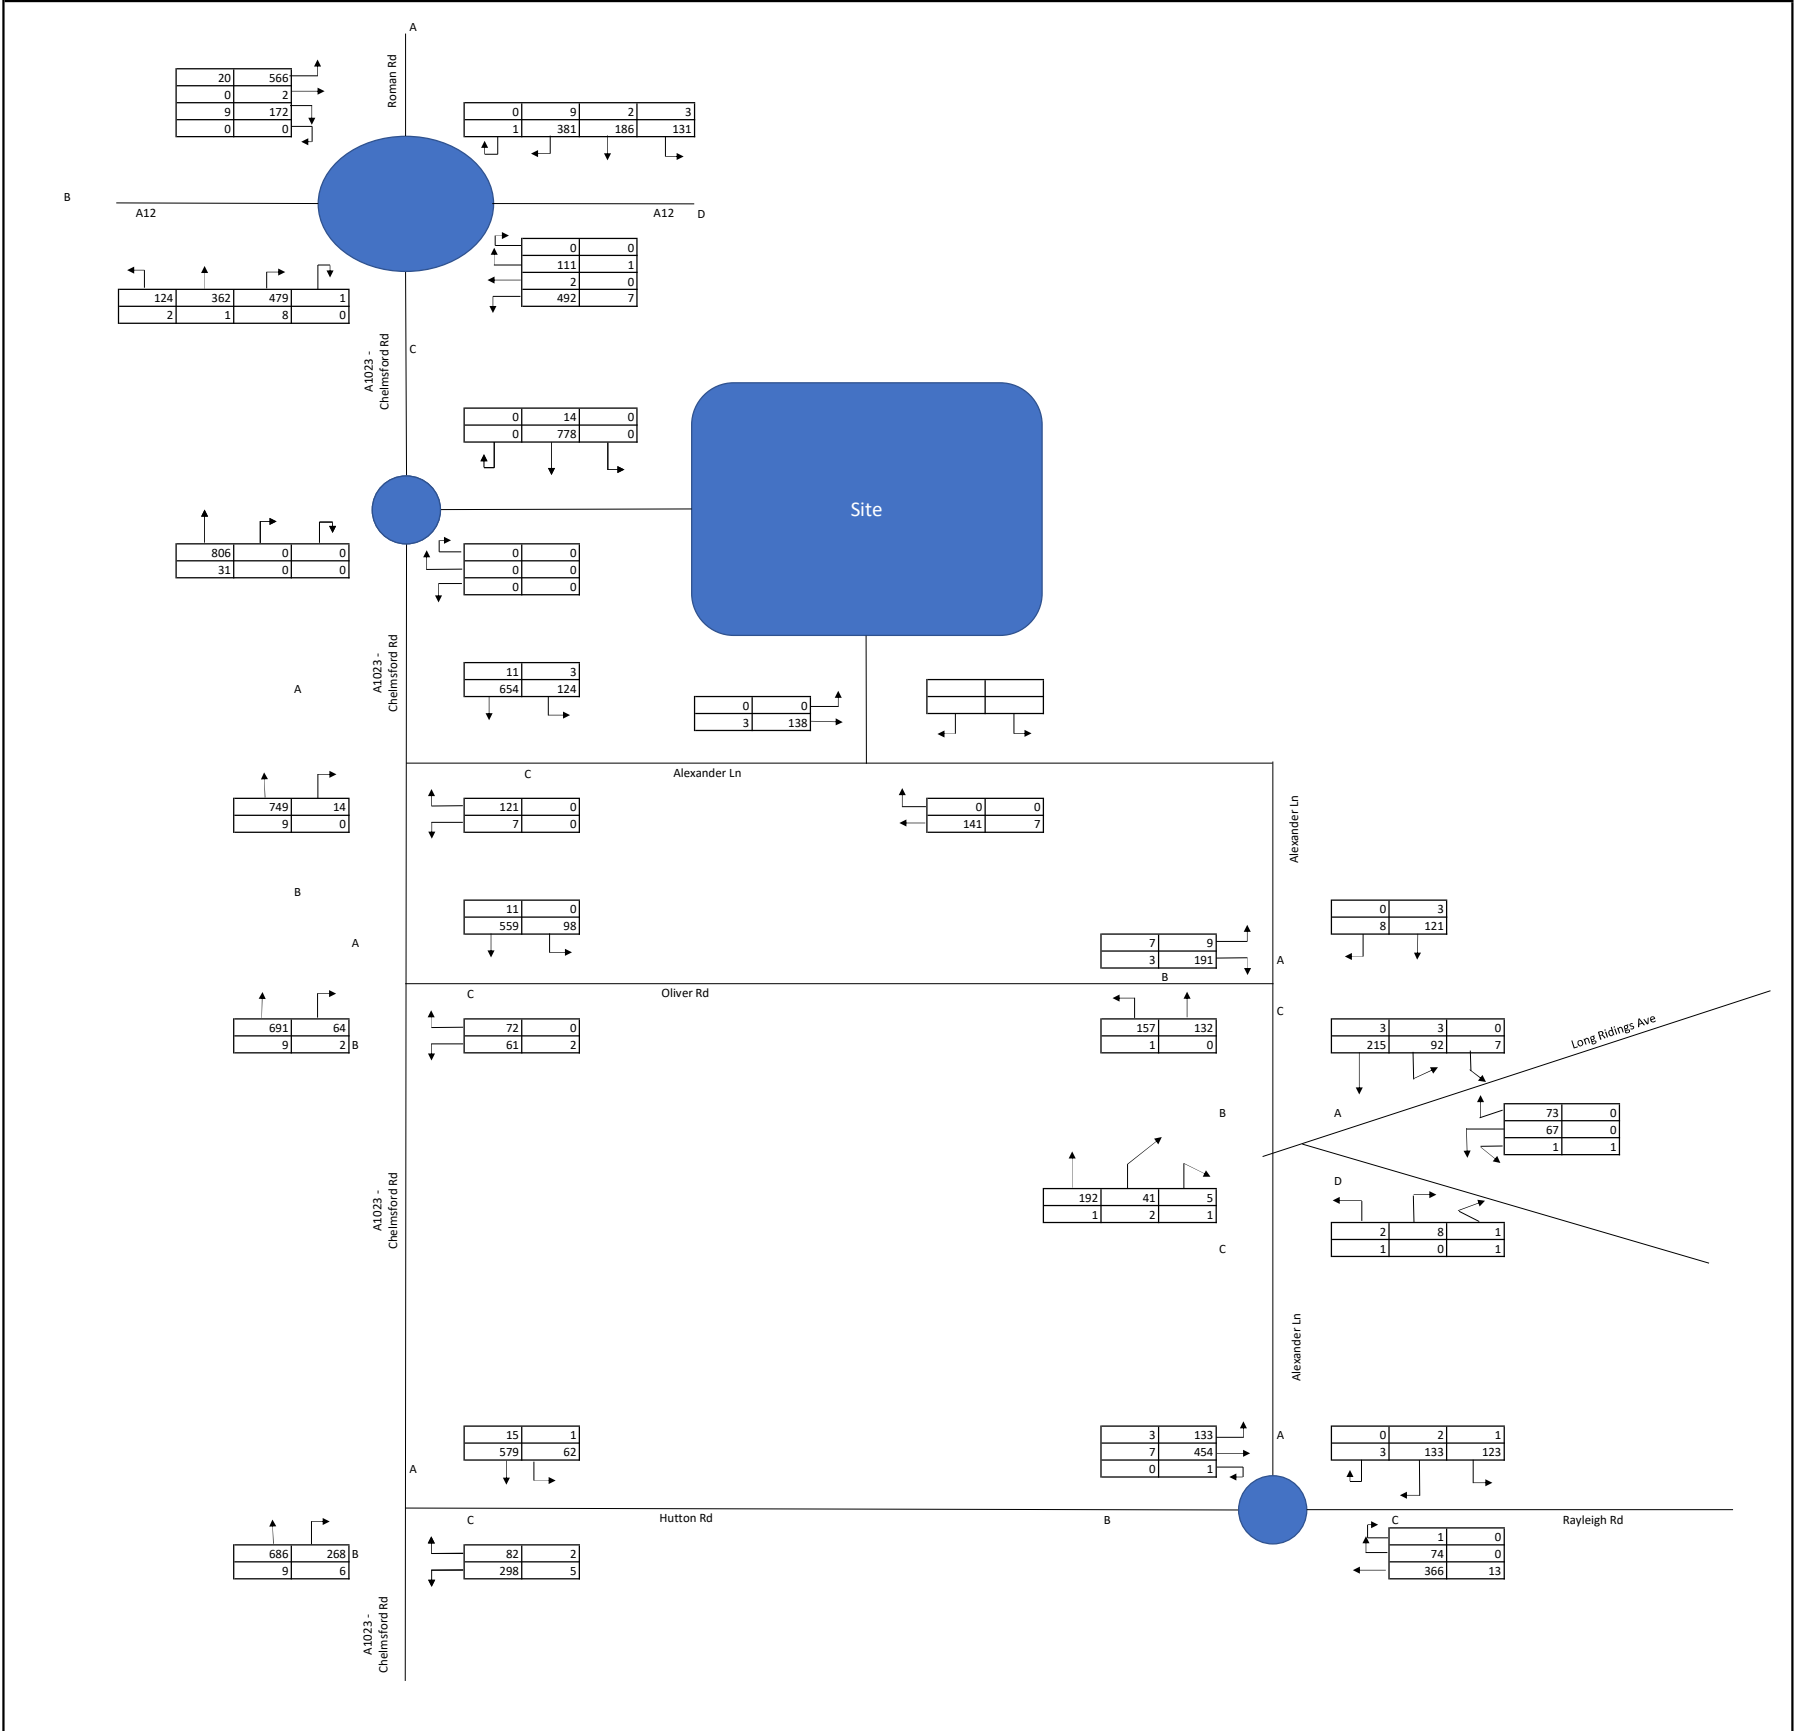 A
Roman Rd
20 566
0 2
9 172
0 0
0 9 2 3
1 381 186 131
B
A12
A12
D
0 0
111 1
2 0
492 7
124 362 479 1
2 1 8 0
A1023 -
Chelmsford Rd
C
0 14 0
0 778 0
Site
806 0 0
31 0 0
0 0
0 0
0 0
A1023 -
Chelmsford Rd
A
11 3
654 124
0 0
3 138
C
Alexander Ln
749 14
9 0
121 0
7 0
0 0
141 7
Alexander Ln
B
11 0
559 98
A
7 9
3 191
0 3
8 121
A
B
C
Oliver Rd
C
691 64
9 2
B
72 0
61 2
157 132
1 0
3 3 0
215 92 7
Long Ridings Ave
B
A
73 0
67 0
1 1
A1023 -
Chelmsford Rd
192 41 5
1 2 1
D
2 8 1
1 0 1
C
Alexander Ln
15 1
579 62
A
3 133
7 454
0 1
A
0 2 1
3 133 123
C
Hutton Rd
B
C
Rayleigh Rd
686 268
9 6
B
82 2
298 5
1 0
74 0
366 13
A1023 -
Chelmsford Rd